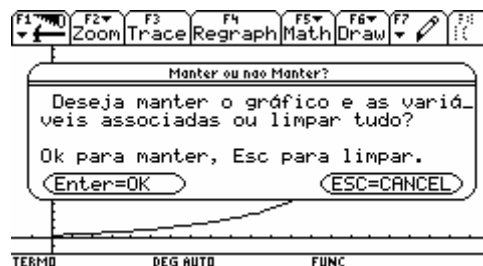 F1 F2 F3 F4 F5 F6 F7
Zoom Trace Regraph Math Draw
Manter ou nao Manter?
Deseja manter o gráfico e as variá_
veis associadas ou limpar tudo?
Ok para manter, Esc para limpar.
Enter=OK ESC=CANCEL
TERMO DEG AUTO FUNC